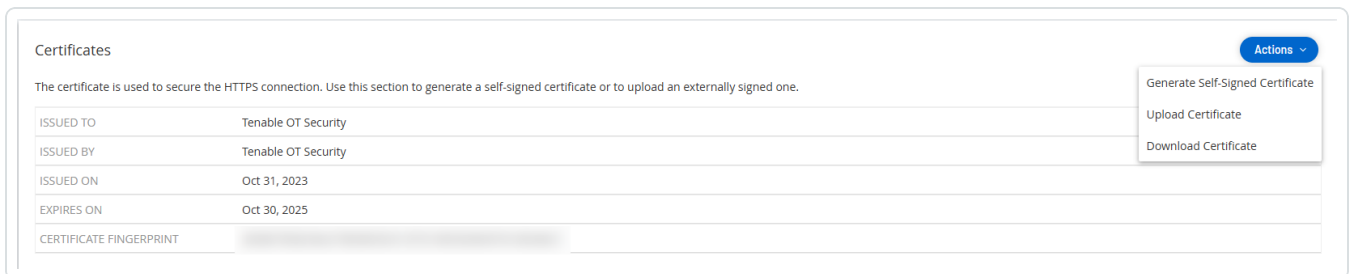 Certificates
Actions
The certificate is used to secure the HTTPS connection. Use this section to generate a self-signed certificate or to upload an externally signed one.
Generate Self-Signed Certificate
Upload Certificate
Download Certificate
ISSUED TO Tenable OT Security
ISSUED BY Tenable OT Security
ISSUED ON Oct 31, 2023
EXPIRES ON Oct 30, 2025
CERTIFICATE FINGERPRINT